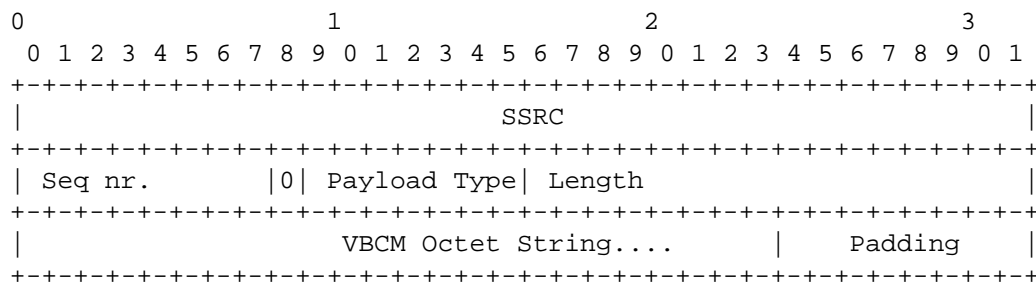 0                   1                   2                   3
 0 1 2 3 4 5 6 7 8 9 0 1 2 3 4 5 6 7 8 9 0 1 2 3 4 5 6 7 8 9 0 1
+-+-+-+-+-+-+-+-+-+-+-+-+-+-+-+-+-+-+-+-+-+-+-+-+-+-+-+-+-+-+-+-+
|                              SSRC                             |
+-+-+-+-+-+-+-+-+-+-+-+-+-+-+-+-+-+-+-+-+-+-+-+-+-+-+-+-+-+-+-+-+
| Seq nr.       |0| Payload Type| Length                        |
+-+-+-+-+-+-+-+-+-+-+-+-+-+-+-+-+-+-+-+-+-+-+-+-+-+-+-+-+-+-+-+-+
|                    VBCM Octet String....      |    Padding    |
+-+-+-+-+-+-+-+-+-+-+-+-+-+-+-+-+-+-+-+-+-+-+-+-+-+-+-+-+-+-+-+-+